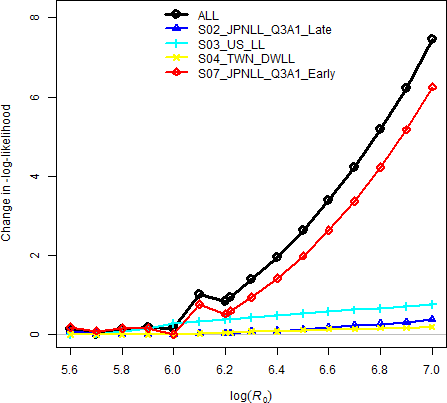 ALL
S02_JPNLL_Q3A1_Late
S03_US_LL
S04_TWN_DWLL
S07_JPNLL_Q3A1_Early
Change in -log-likelihood
8
6
4
2
0
5.6 5.8 6.0 6.2 6.4 6.6 6.8 7.0
log(R0)